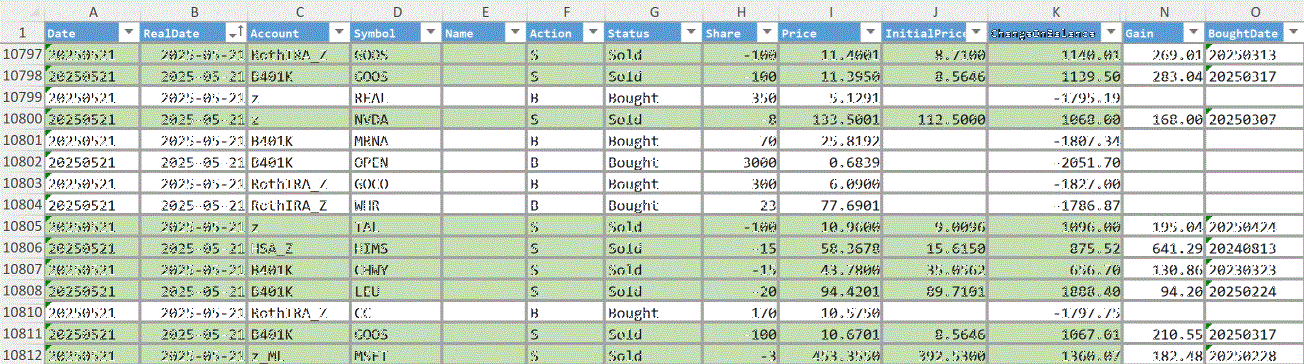 A B C D E F G H I J K N O
1 Date RealDate Account Symbol Name Action Status Share Price InitialPrice ChangeOnBalance Gain BoughtDate
10797 20250521 2025-05-21 RothIRA_Z GOOS S Sold -100 11.4001 8.7100 1140.01 269.01 20250313
10798 20250521 2025-05-21 B401K GOOS S Sold -100 11.3950 8.5646 1139.50 283.04 20250317
10799 20250521 2025-05-21 z REAL B Bought 350 5.1291 -1795.19
10800 20250521 2025-05-21 z NVDA S Sold -8 133.5001 112.5000 1068.00 168.00 20250307
10801 20250521 2025-05-21 B401K MRNA B Bought 70 25.8192 -1807.34
10802 20250521 2025-05-21 B401K OPEN B Bought 3000 0.6839 -2051.70
10803 20250521 2025-05-21 RothIRA_Z GOCO B Bought 300 6.0900 -1827.00
10804 20250521 2025-05-21 RothIRA_Z WHR B Bought 23 77.6901 -1786.87
10805 20250521 2025-05-21 z TAL S Sold -100 10.9600 9.0096 1096.00 195.04 20250424
10806 20250521 2025-05-21 HSA_Z HIMS S Sold -15 58.3678 15.6150 875.52 641.29 20240813
10807 20250521 2025-05-21 B401K CHWY S Sold -15 43.7800 35.0562 656.70 130.86 20230323
10808 20250521 2025-05-21 B401K LEU S Sold -20 94.4201 89.7101 1888.40 94.20 20250224
10810 20250521 2025-05-21 RothIRA_Z CC B Bought 170 10.5750 -1797.75
10811 20250521 2025-05-21 B401K GOOS S Sold -100 10.6701 8.5646 1067.01 210.55 20250317
10812 20250521 2025-05-21 z_ML MSFT S Sold -3 453.3550 392.5300 1360.07 182.48 20250228